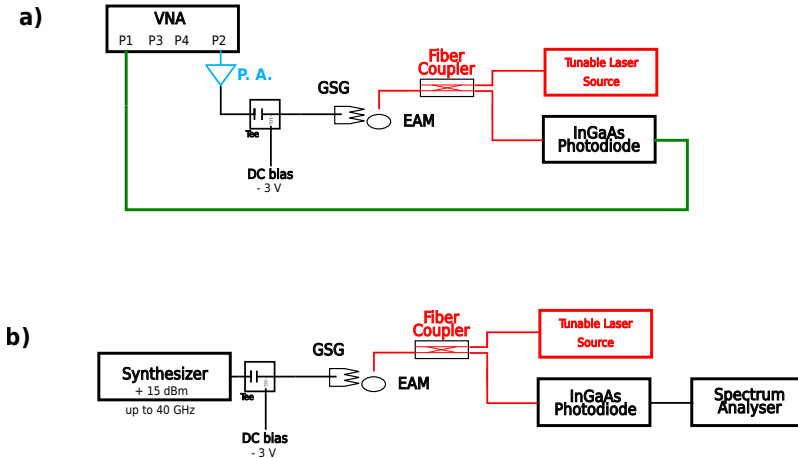 a)
VNA
P1 P3 P4 P2
P. A.
GSG
Fiber
Coupler
Tunable Laser
Source
EAM
InGaAs
Photodiode
Tee
DC bias
- 3 V
b)
Fiber
Coupler
Tunable Laser
Source
GSG
Synthesizer
+ 15 dBm
up to 40 GHz
EAM
InGaAs
Photodiode
Spectrum
Analyser
Tee
DC bias
- 3 V